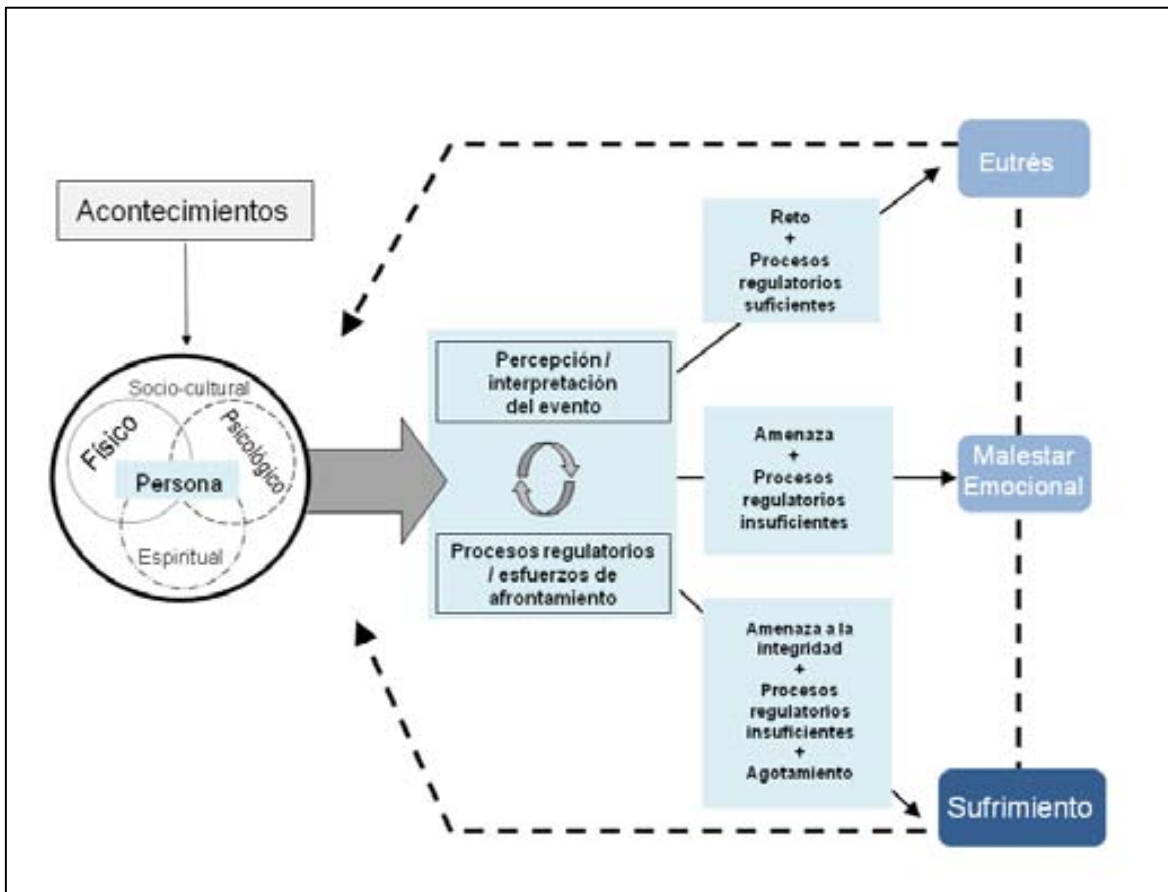 Acontecimientos
Socio-cultural
Físico
Psicológico
Persona
Espiritual
Percepción /
interpretación
del evento
Procesos regulatorios
/ esfuerzos de
afrontamiento
Reto
+
Procesos
regulatorios
suficientes
Amenaza
+
Procesos
regulatorios
insuficientes
Amenaza a la
integridad
+
Procesos
regulatorios
insuficientes
+
Agotamiento
Eutrés
Malestar
Emocional
Sufrimiento